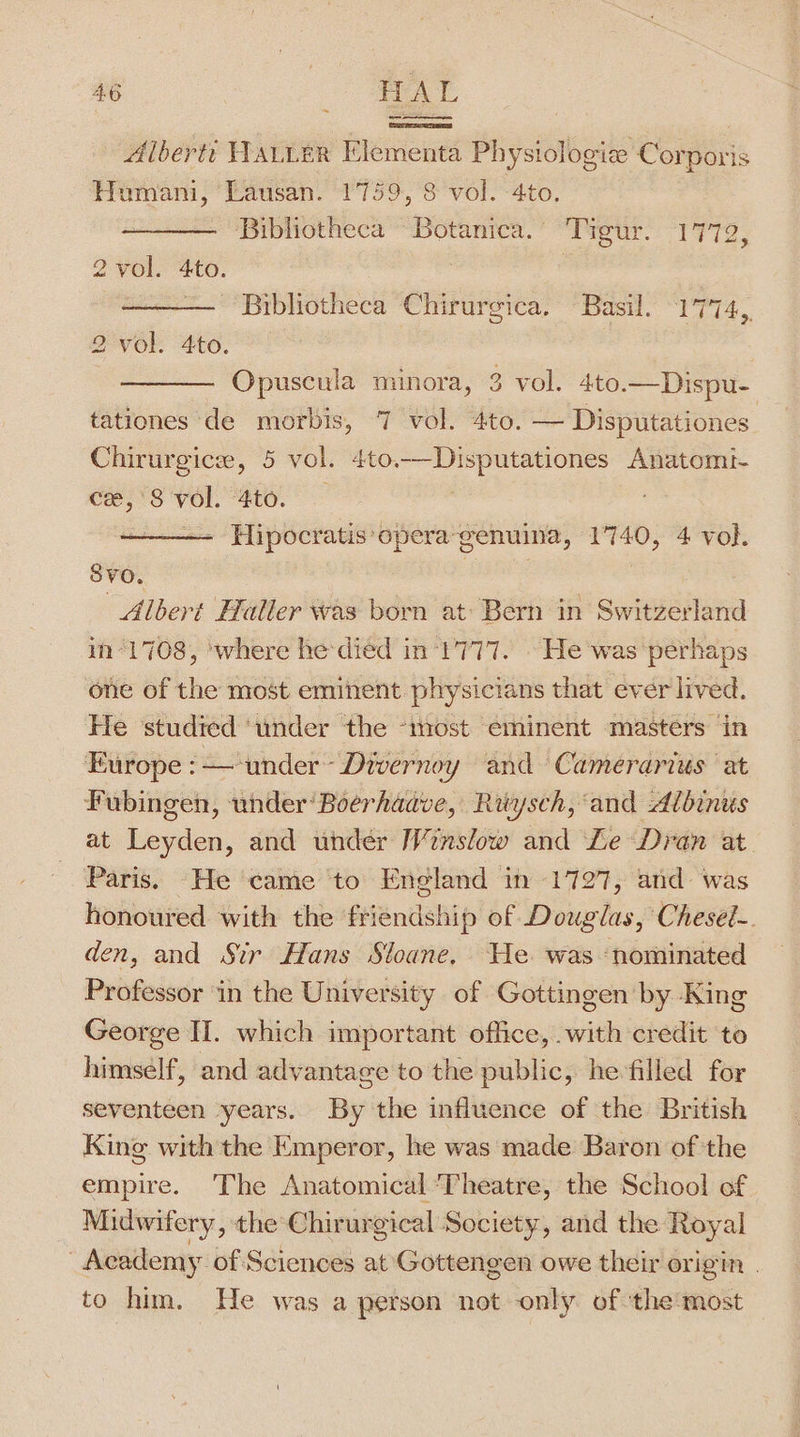 46 HAL
Alberti HALLER Elementa Physiologiæ Corporis
Humani, Lausan. 1759, 8 vol. 4to.
——— Bibliotheca Botanica. Tigur. 1772,
2 vol. 4to.
——— Bibliotheca Chirurgica. Basil. 1774,
2 vol. 4to.
——— Opuscula minora, 3 vol. 4to.—Dispu-
tationes de morbis, 7 vol. 4to. — Disputationes
Chirurgicæ, 5 vol. 4to.—Disputationes Anatomi-
cæ, 8 vol. 4to.
——— Hipocratis opera genuina, 1740, 4 vol.
8vo.
Albert Haller was born at Bern in Switzerland
in 1708, where he died in 1777. He was perhaps
one of the most eminent physicians that ever lived.
He studied under the most eminent masters in
Europe : — under Divernoy and Camerarius at
Fubingen, under Boerhaave, Ruysch, and Albinus
at Leyden, and under Winslow and Le Dran at
Paris. He came to England in 1727, and was
honoured with the friendship of Douglas, Chesel-
den, and Sir Hans Sloane. He was nominated
Professor in the University of Gottingen by King
George II. which important office, with credit to
himself, and advantage to the public, he filled for
seventeen years. By the influence of the British
King with the Emperor, he was made Baron of the
empire. The Anatomical Theatre, the School of
Midwifery, the Chirurgical Society, and the Royal
Academy of Sciences at Gottengen owe their origin
to him. He was a person not only of the most